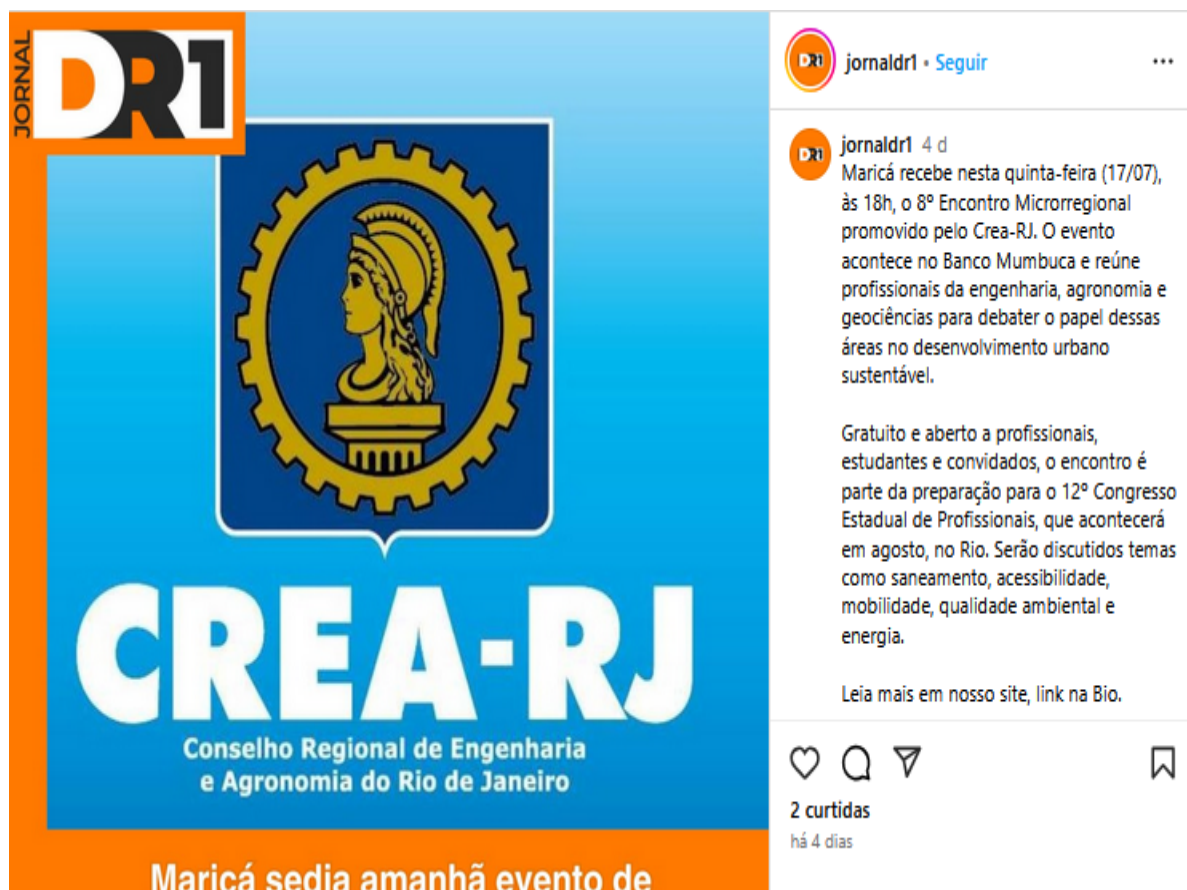 JORNAL
DR1
CREA-RJ
Conselho Regional de Engenharia
e Agronomia do Rio de Janeiro
Maricá sedia amanhã evento de
DR1
jornaldr1 • Seguir
DR1
jornaldr1 4 d
Maricá recebe nesta quinta-feira (17/07),
às 18h, o 8º Encontro Microrregional
promovido pelo Crea-RJ. O evento
acontece no Banco Mumbuca e reúne
profissionais da engenharia, agronomia e
geociências para debater o papel dessas
áreas no desenvolvimento urbano
sustentável.
Gratuito e aberto a profissionais,
estudantes e convidados, o encontro é
parte da preparação para o 12º Congresso
Estadual de Profissionais, que acontecerá
em agosto, no Rio. Serão discutidos temas
como saneamento, acessibilidade,
mobilidade, qualidade ambiental e
energia.
Leia mais em nosso site, link na Bio.
2 curtidas
há 4 dias